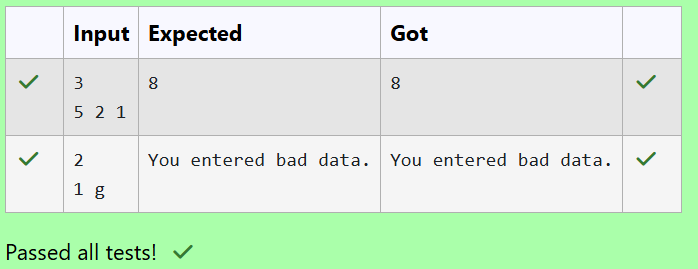 Input Expected Got
3 8 8
5 2 1
2 You entered bad data. You entered bad data.
1 g
Passed all tests!